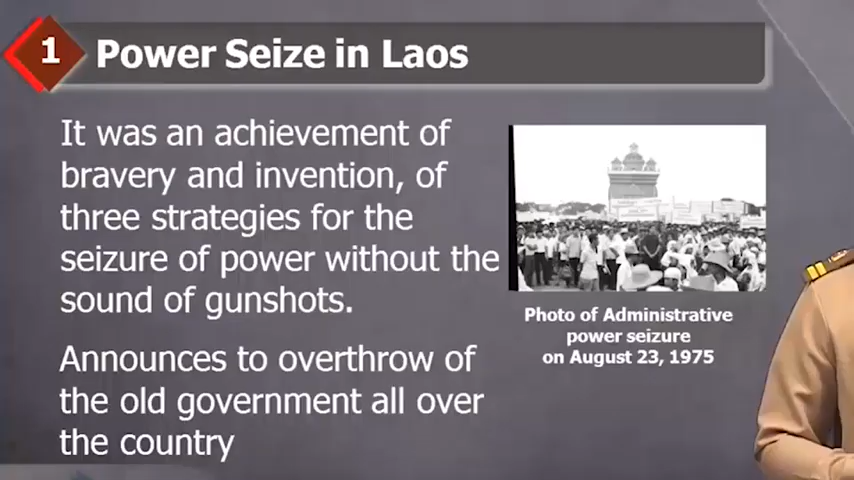 1
Power Seize in Laos
It was an achievement of
bravery and invention, of
three strategies for the
seizure of power without the
sound of gunshots.
Announces to overthrow of
the old government all over
the country
Photo of Administrative
power seizure
on August 23, 1975